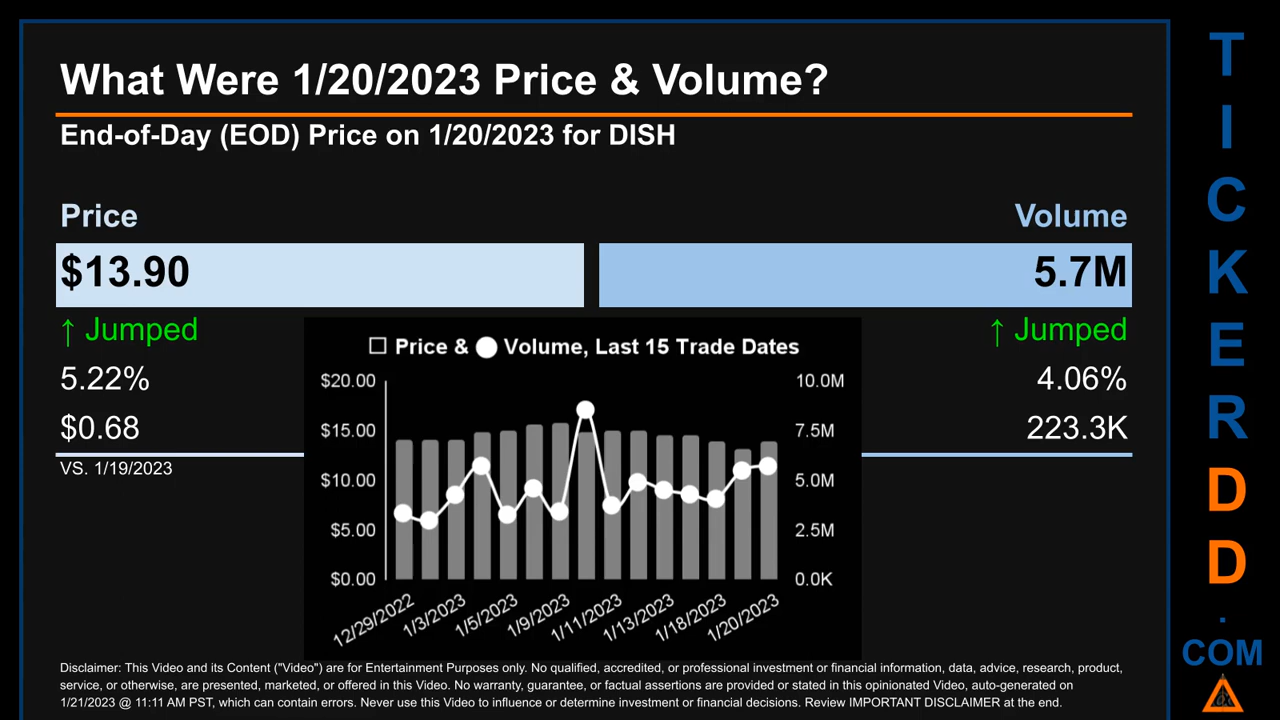 What Were 1/20/2023 Price & Volume?
End-of-Day (EOD) Price on 1/20/2023 for DISH
Price
Volume
$13.90
5.7M
↑ Jumped
↑ Jumped
5.22%
4.06%
$0.68
223.3K
VS. 1/19/2023
Price & Volume, Last 15 Trade Dates
$20.00
10.0M
$15.00
7.5M
$10.00
5.0M
$5.00
2.5M
$0.00
0.0K
12/29/2022
1/3/2023
1/5/2023
1/9/2023
1/11/2023
1/13/2023
1/18/2023
1/20/2023
Disclaimer: This Video and its Content ("Video") are for Entertainment Purposes only. No qualified, accredited, or professional investment or financial information, data, advice, research, product,
service, or otherwise, are presented, marketed, or offered in this Video. No warranty, guarantee, or factual assertions are provided or stated in this opinionated Video, auto-generated on
1/21/2023 @ 11:11 AM PST, which can contain errors. Never use this Video to influence or determine investment or financial decisions. Review IMPORTANT DISCLAIMER at the end.
T
I
C
K
E
R
D
D
.
COM